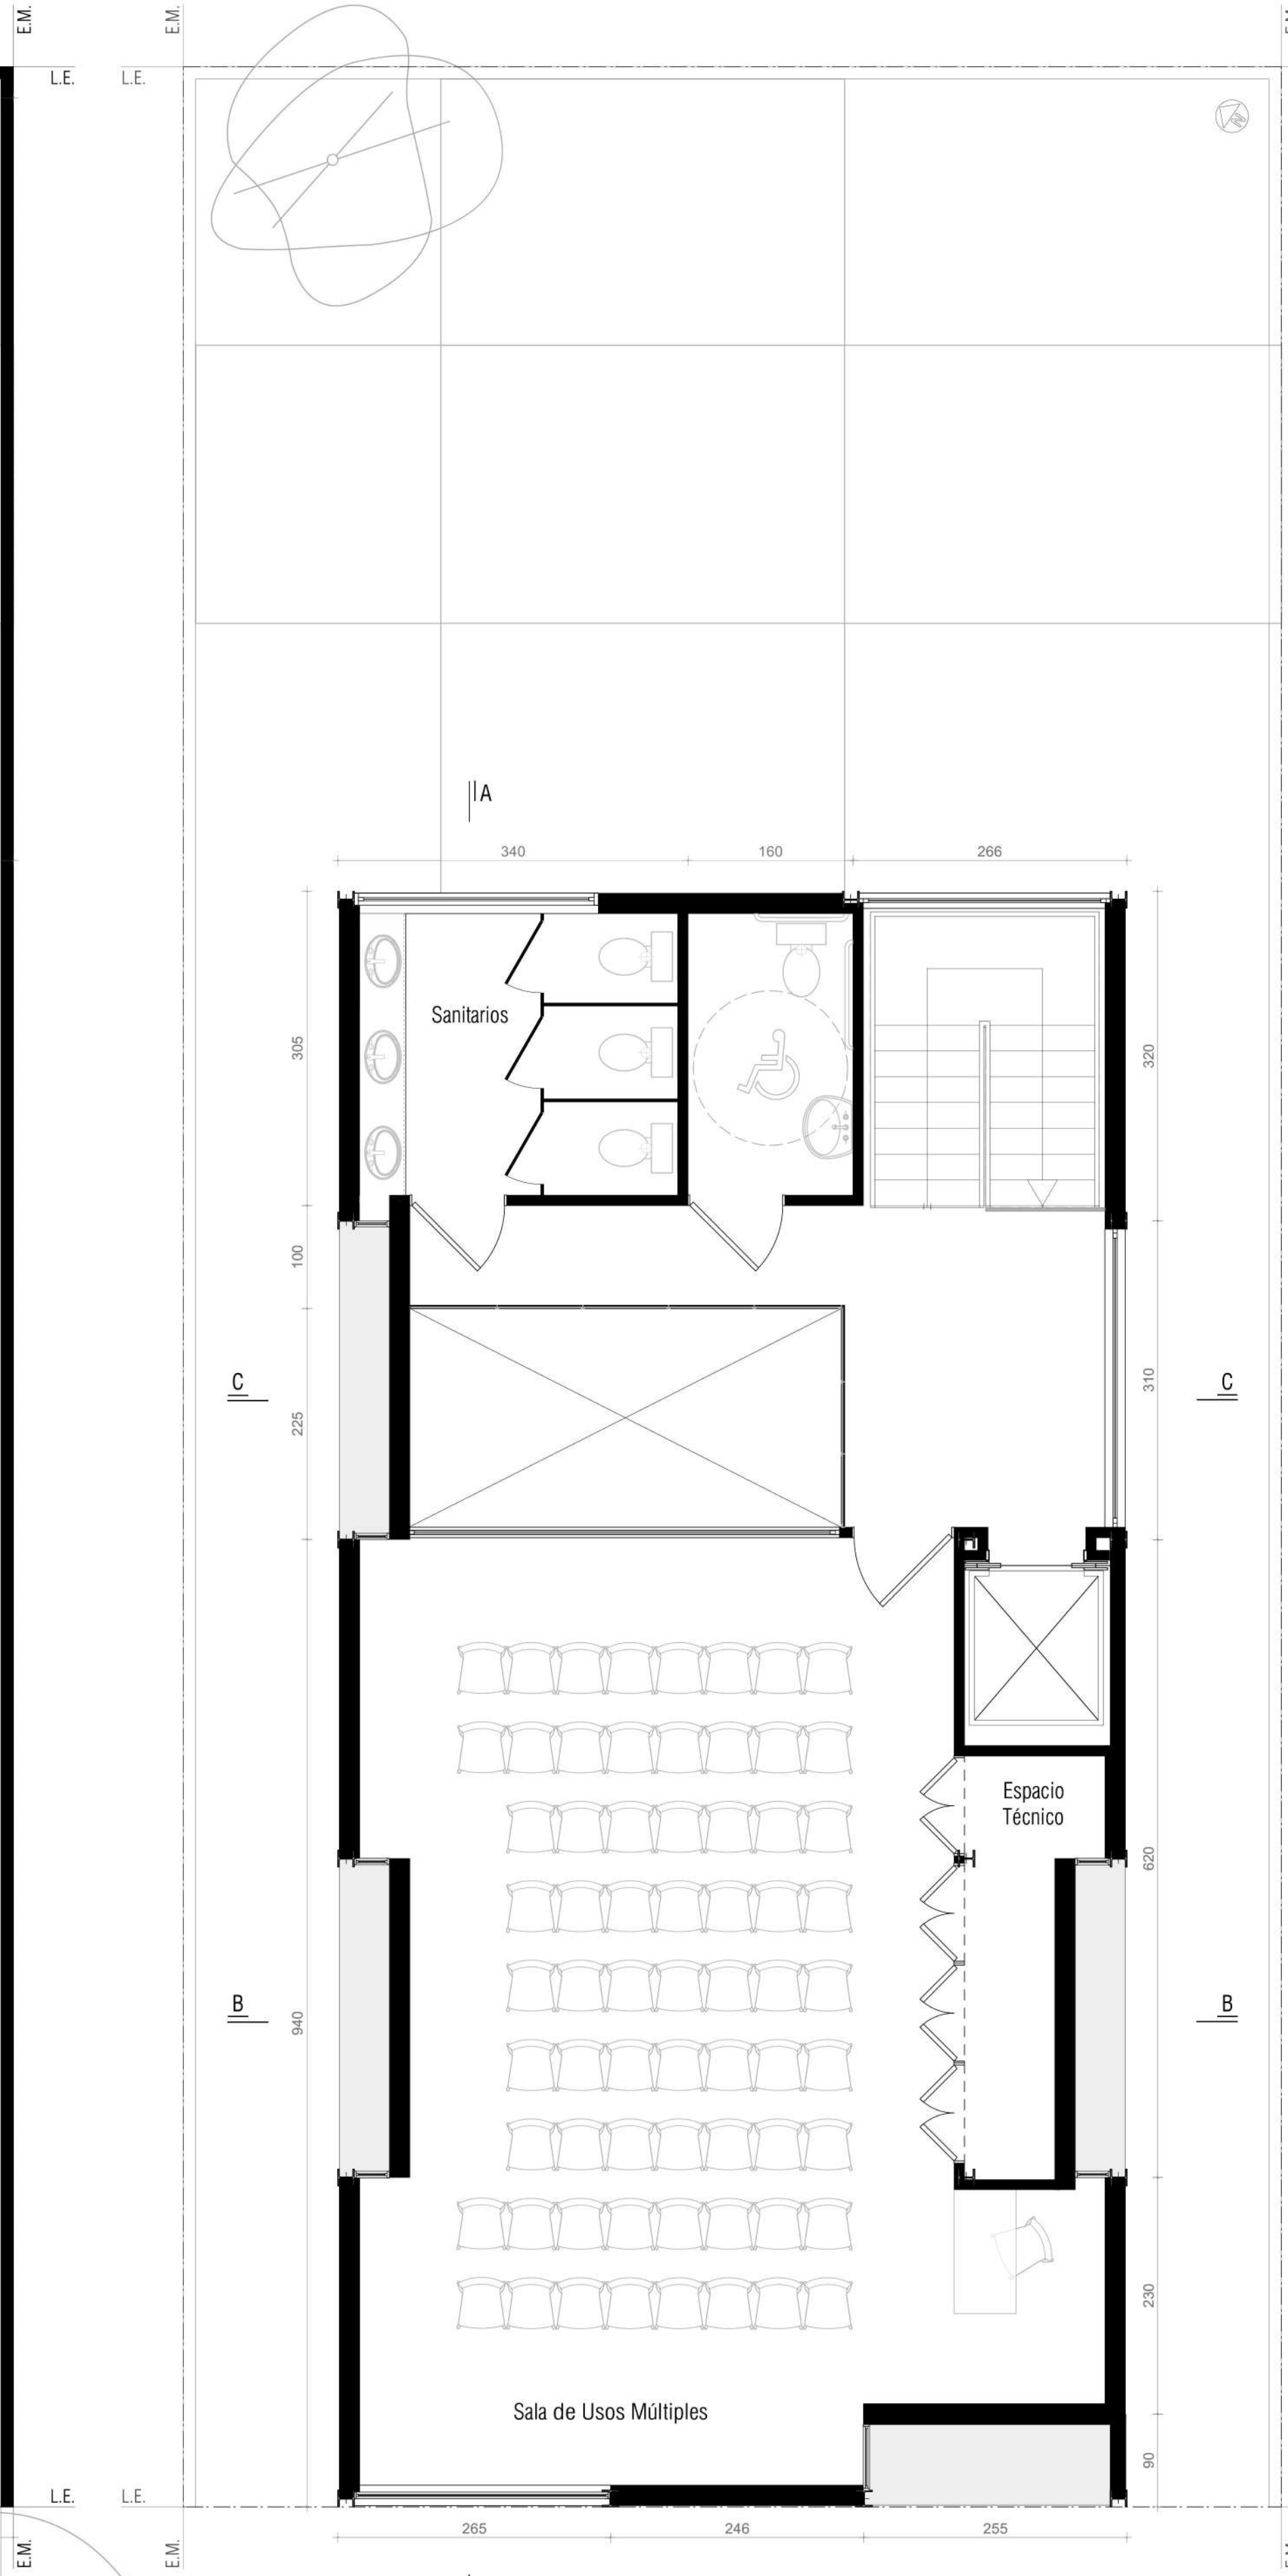 E.M.
E.M.
L.E.
L.E.
A
340
160
266
Sanitarios
305
320
100
C
C
310
225
Espacio
Técnico
620
B
B
940
230
Sala de Usos Múltiples
90
L.E.
L.E.
265
246
255
E.M.
E.M.